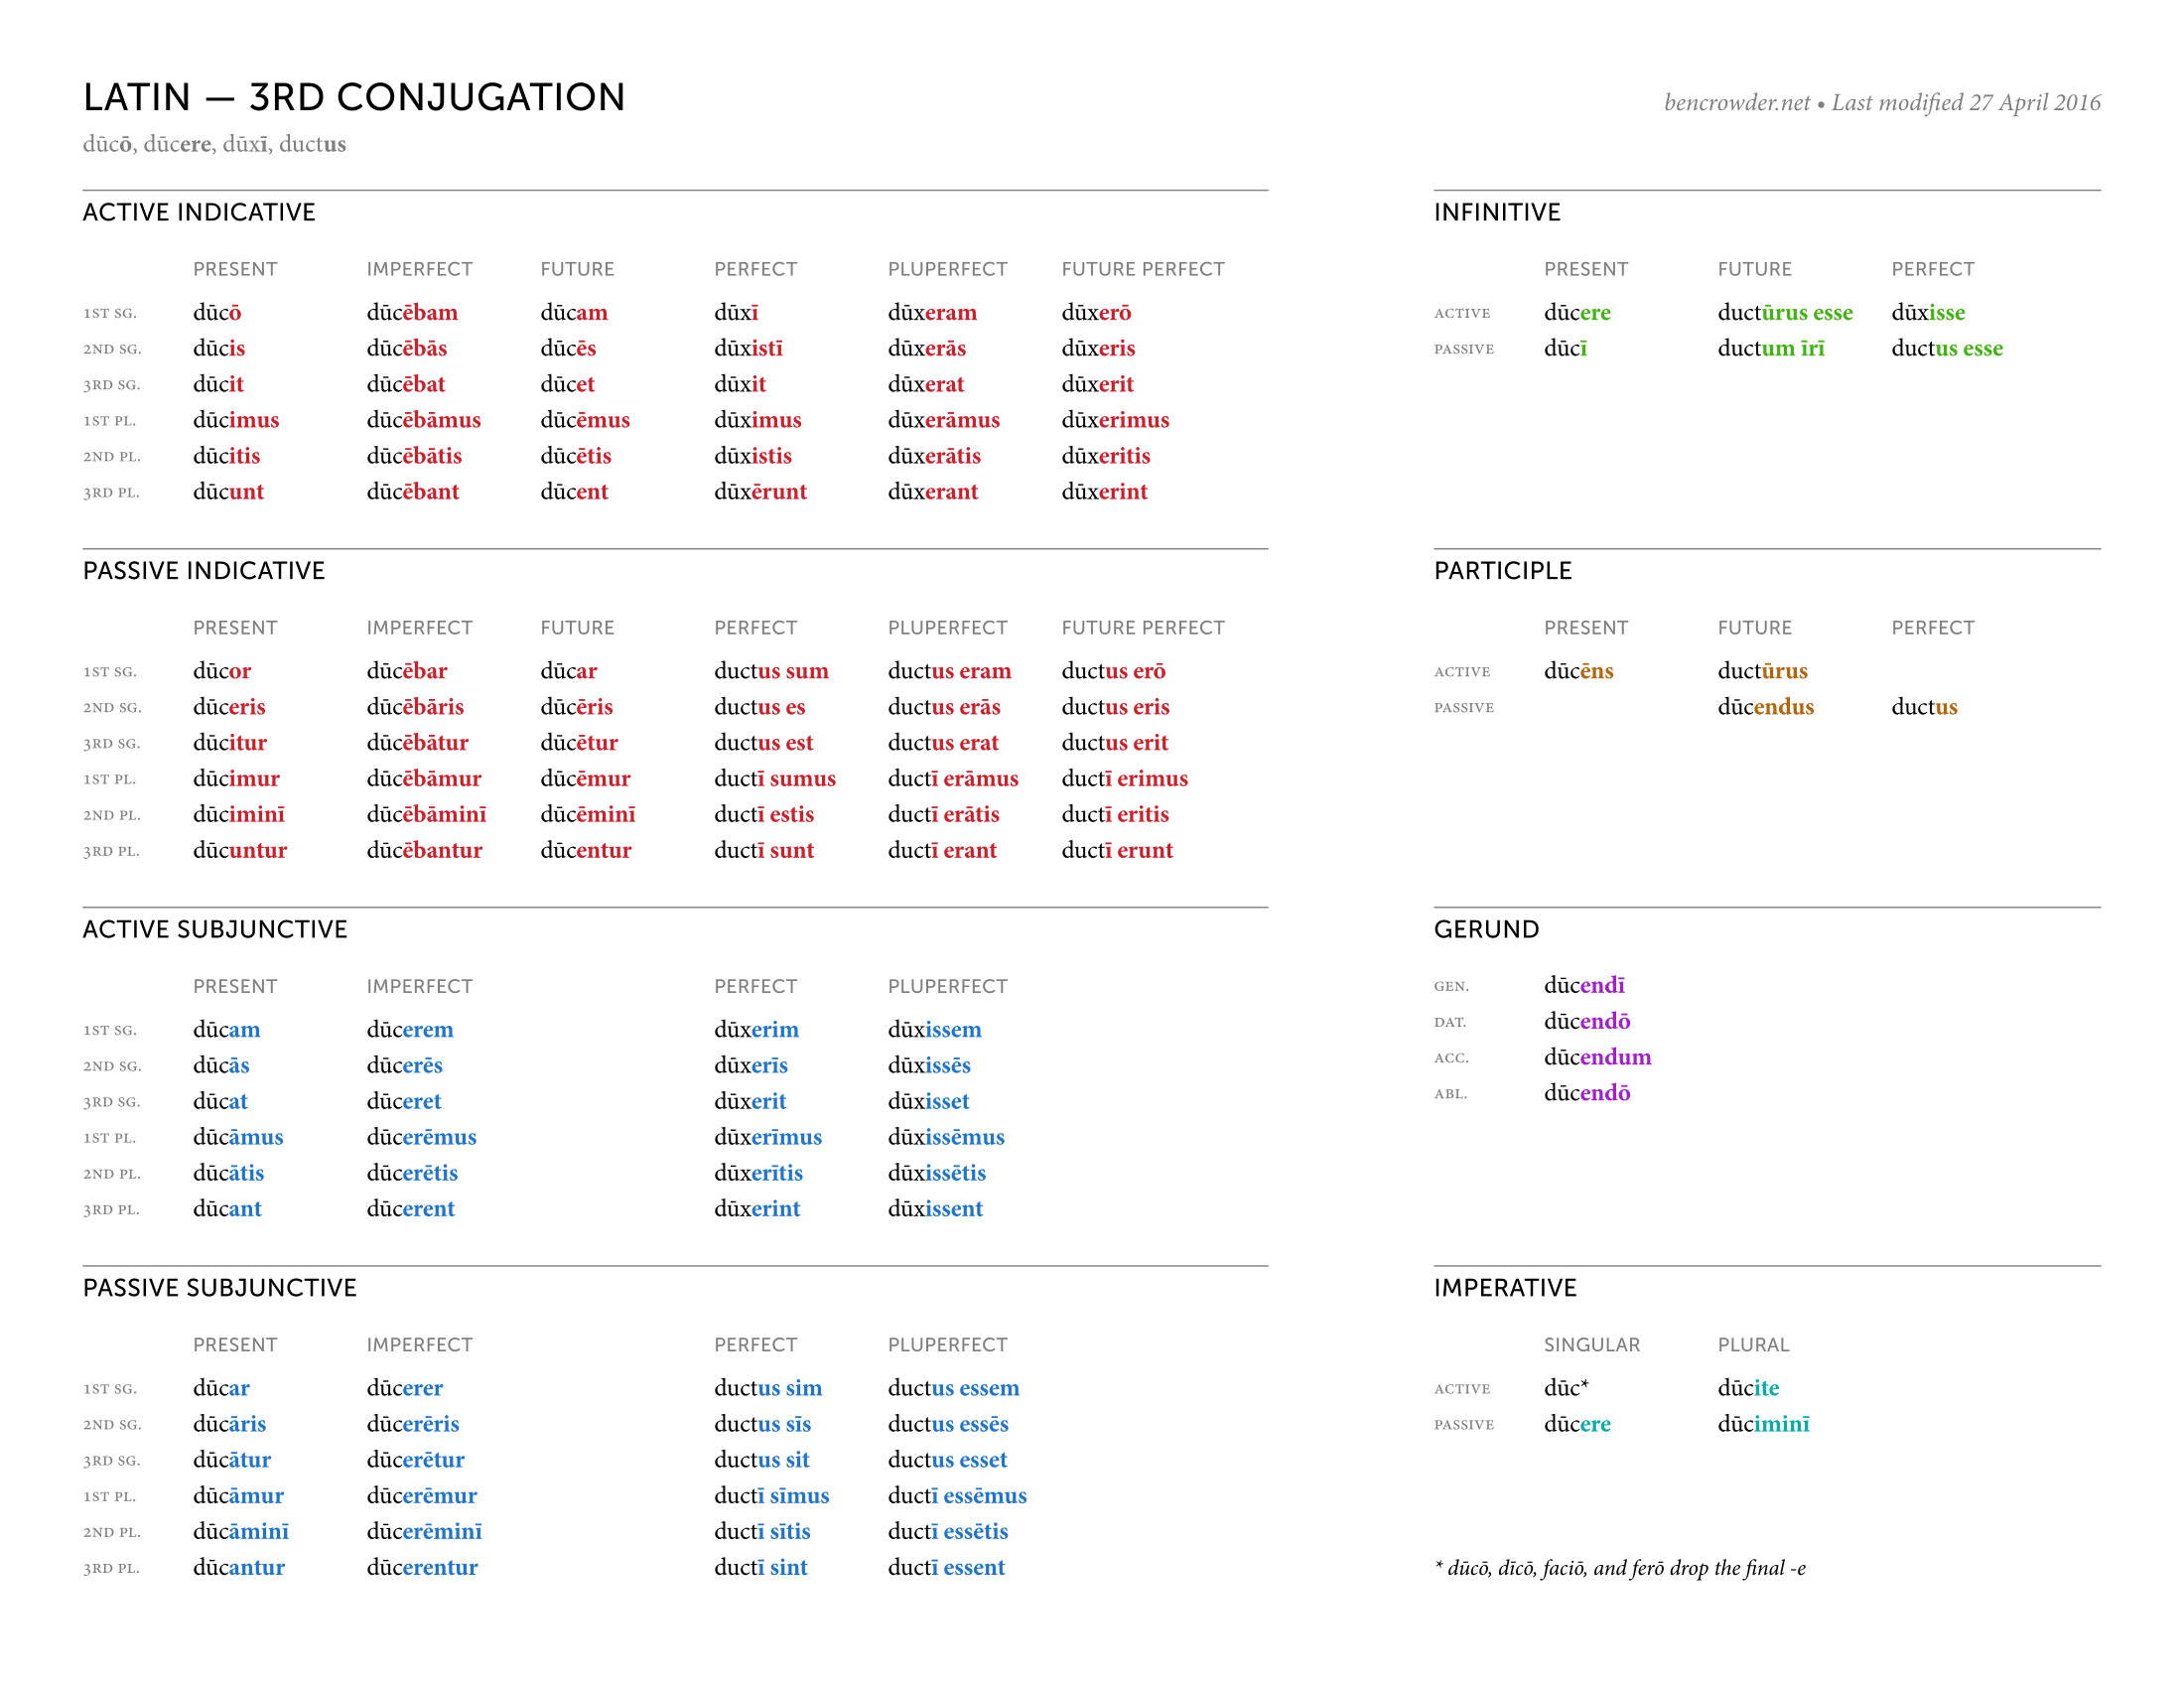 LATIN — 3RD CONJUGATION
bencrowder.net • Last modified 27 April 2016
dūcō, dūcere, dūxī, ductus
ACTIVE INDICATIVE
PRESENT IMPERFECT FUTURE PERFECT PLUPERFECT FUTURE PERFECT
1ST SG. dūcō dūcēbam dūcam dūxī dūxeram dūxerō
2ND SG. dūcis dūcēbās dūcēs dūxistī dūxerās dūxeris
3RD SG. dūcit dūcēbat dūcet dūxit dūxerat dūxerit
1ST PL. dūcimus dūcēbāmus dūcēmus dūximus dūxerāmus dūxerimus
2ND PL. dūcitis dūcēbātis dūcētis dūxistis dūxerātis dūxeritis
3RD PL. dūcunt dūcēbant dūcent dūxērunt dūxerant dūxerint
INFINITIVE
PRESENT FUTURE PERFECT
ACTIVE dūcere ductūrus esse dūxisse
PASSIVE dūcī ductum īrī ductus esse
PASSIVE INDICATIVE
PRESENT IMPERFECT FUTURE PERFECT PLUPERFECT FUTURE PERFECT
1ST SG. dūcor dūcēbar dūcar ductus sum ductus eram ductus erō
2ND SG. dūceris dūcēbāris dūcēris ductus es ductus erās ductus eris
3RD SG. dūcitur dūcēbātur dūcētur ductus est ductus erat ductus erit
1ST PL. dūcimur dūcēbāmur dūcēmur ductī sumus ductī erāmus ductī erimus
2ND PL. dūciminī dūcēbāminī dūcēminī ductī estis ductī erātis ductī eritis
3RD PL. dūcuntur dūcēbantur dūcentur ductī sunt ductī erant ductī erunt
PARTICIPLE
PRESENT FUTURE PERFECT
ACTIVE dūcēns ductūrus
PASSIVE dūcendus ductus
ACTIVE SUBJUNCTIVE
PRESENT IMPERFECT PERFECT PLUPERFECT
1ST SG. dūcam dūcerem dūxerim dūxissem
2ND SG. dūcās dūcerēs dūxerīs dūxissēs
3RD SG. dūcat dūceret dūxerit dūxisset
1ST PL. dūcāmus dūcerēmus dūxerīmus dūxissēmus
2ND PL. dūcātis dūcerētis dūxerītis dūxissētis
3RD PL. dūcant dūcerent dūxerint dūxissent
GERUND
GEN. dūcendī
DAT. dūcendō
ACC. dūcendum
ABL. dūcendō
PASSIVE SUBJUNCTIVE
PRESENT IMPERFECT PERFECT PLUPERFECT
1ST SG. dūcar dūcerer ductus sim ductus essem
2ND SG. dūcāris dūcerēris ductus sīs ductus essēs
3RD SG. dūcātur dūcerētur ductus sit ductus esset
1ST PL. dūcāmur dūcerēmur ductī sīmus ductī essēmus
2ND PL. dūcāminī dūcerēminī ductī sītis ductī essētis
3RD PL. dūcantur dūcerentur ductī sint ductī essent
IMPERATIVE
SINGULAR PLURAL
ACTIVE dūc* dūcite
PASSIVE dūcere dūciminī
* dūcō, dīcō, faciō, and ferō drop the final -e